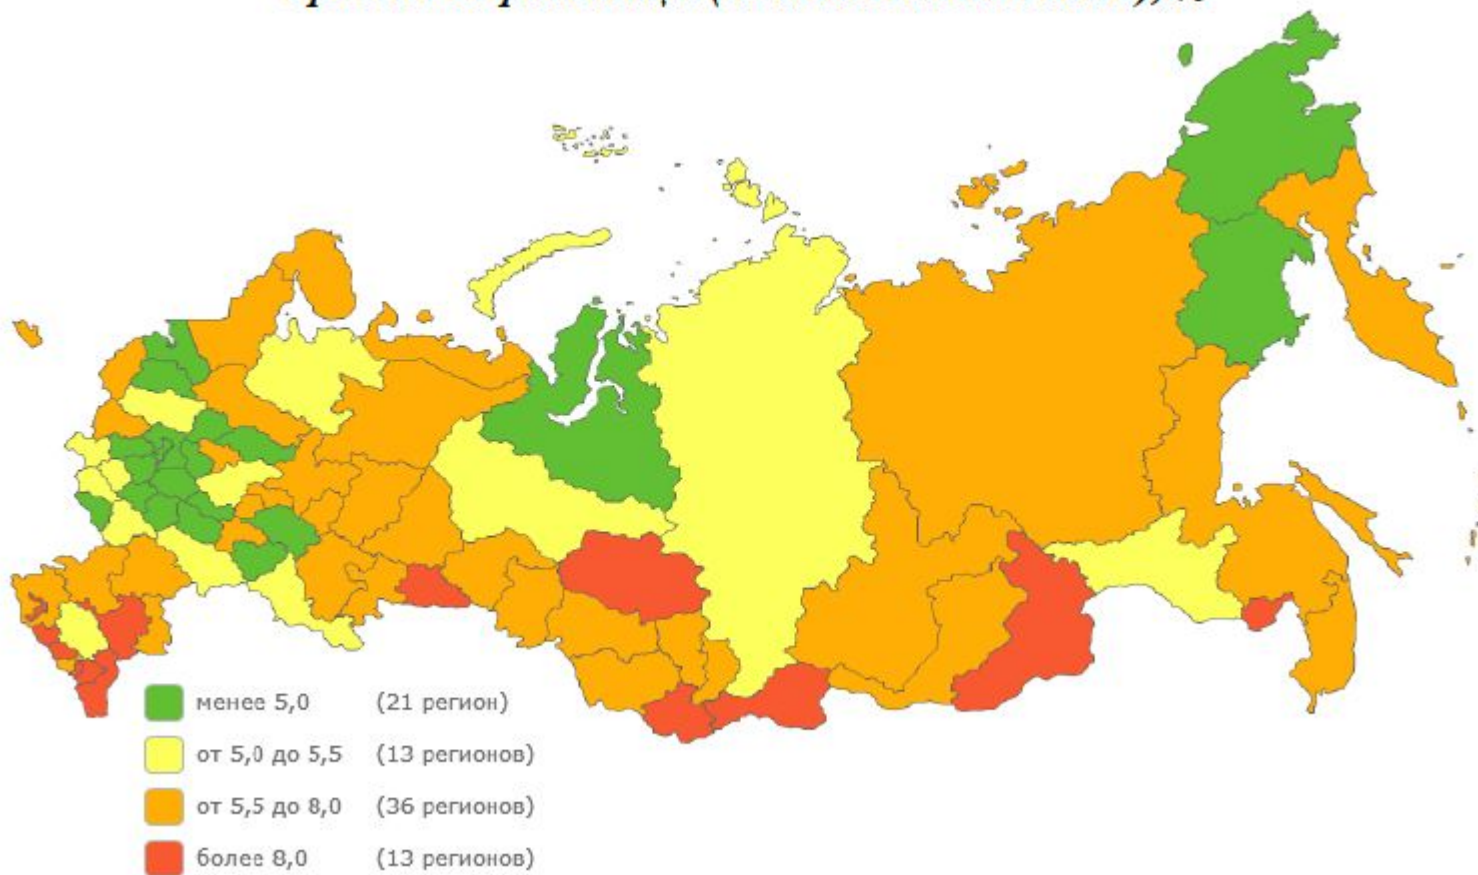 менее 5,0 (21 регион)
от 5,0 до 5,5 (13 регионов)
от 5,5 до 8,0 (36 регионов)
более 8,0 (13 регионов)